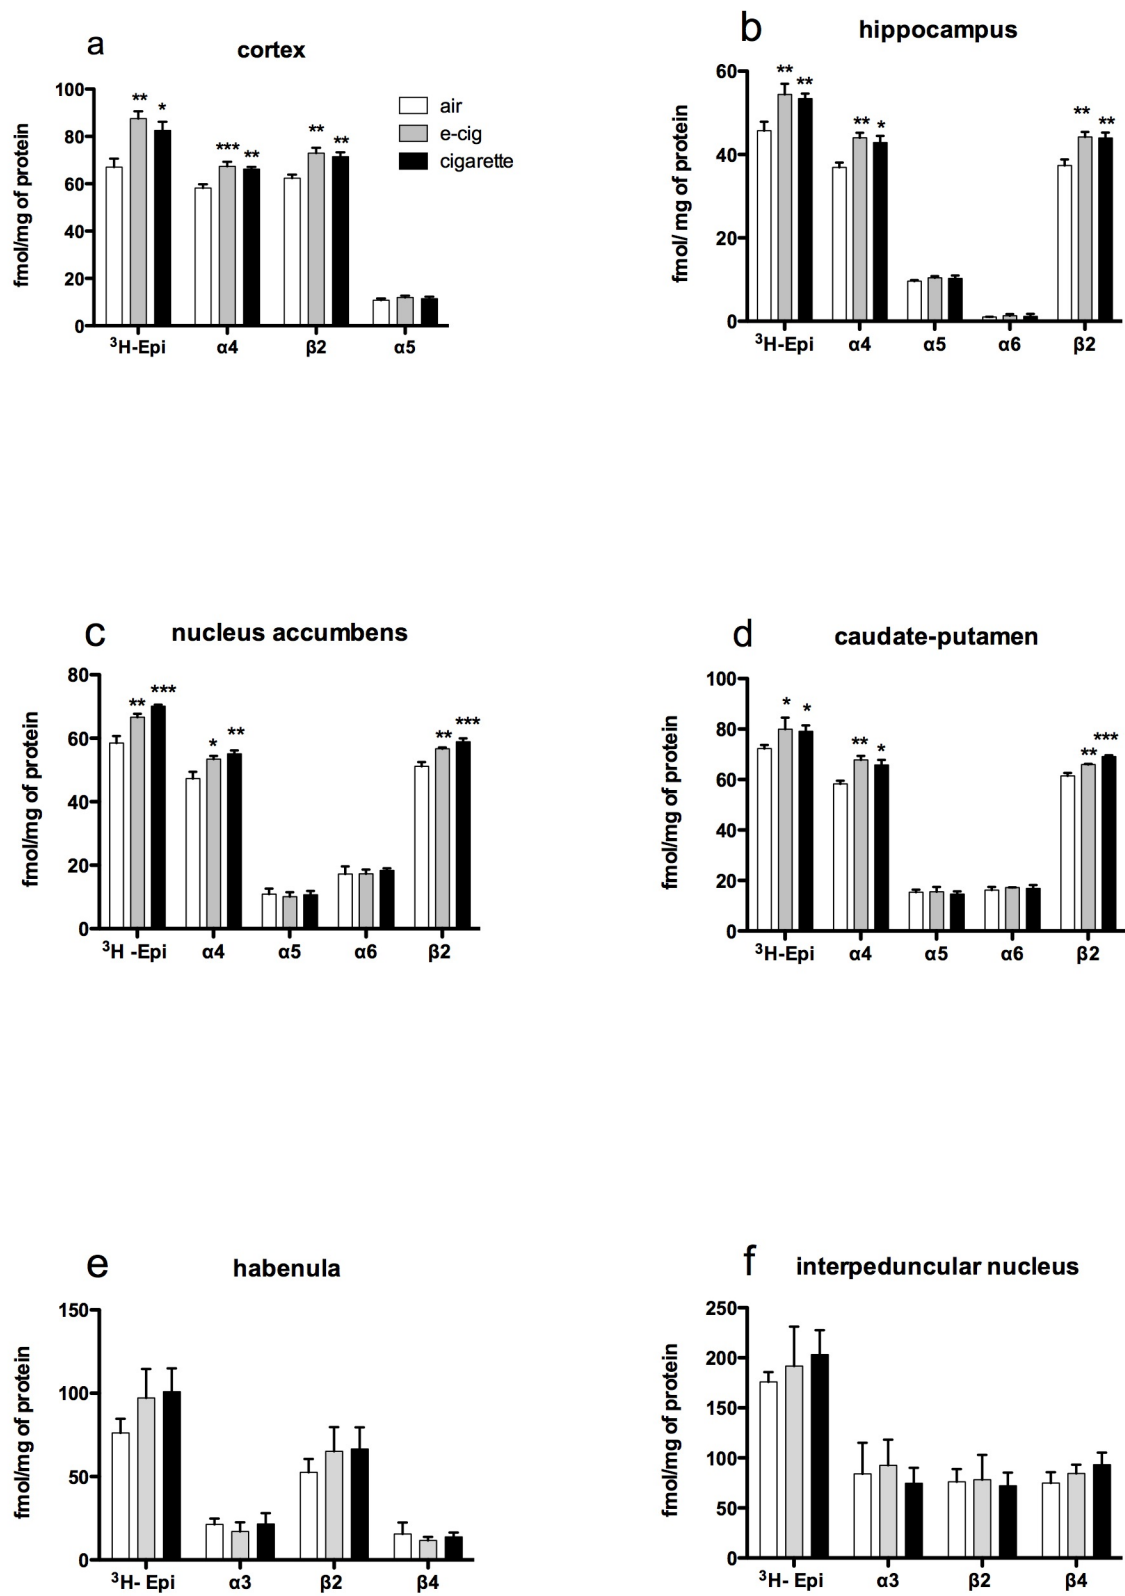 a
cortex
fmol/mg of protein
100
80
60
40
20
0
** *
*** **
** **
air
e-cig
cigarette
³H-Epi α4 β2 α5
b
hippocampus
fmol/ mg of protein
60
40
20
0
** **
** *
** **
³H-Epi α4 α5 α6 β2
c
nucleus accumbens
fmol/mg of protein
80
60
40
20
0
** ***
* **
** ***
³H -Epi α4 α5 α6 β2
d
caudate-putamen
fmol/mg of protein
100
80
60
40
20
0
* *
** *
** ***
³H-Epi α4 α5 α6 β2
e
habenula
fmol/mg of protein
150
100
50
0
³H- Epi α3 β2 β4
f
interpeduncular nucleus
fmol/mg of protein
250
200
150
100
50
0
³H-Epi α3 β2 β4